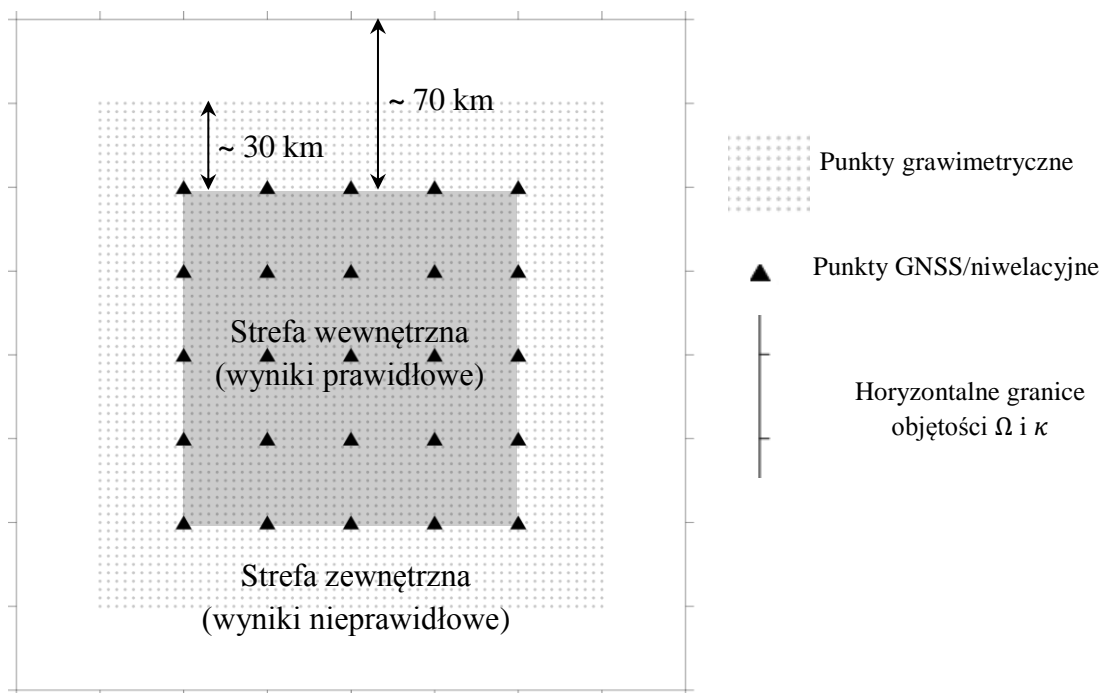 ~ 70 km
~ 30 km
Strefa wewnętrzna
(wyniki prawidłowe)
Strefa zewnętrzna
(wyniki nieprawidłowe)
Punkty grawimetryczne
Punkty GNSS/niwelacyjne
Horyzontalne granice
objętości Ω i κ